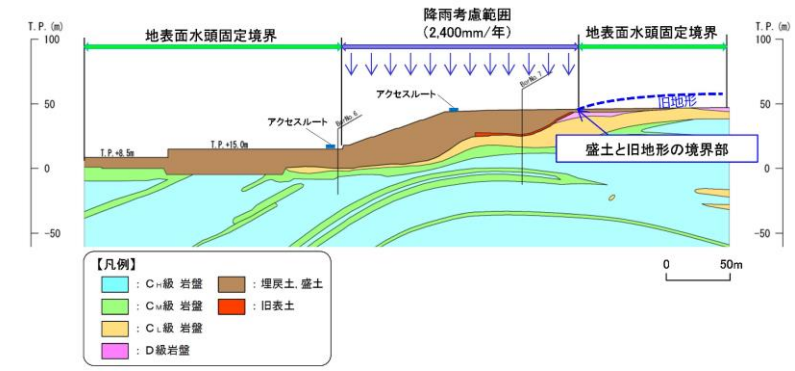 降雨考慮範囲
(2,400mm/年)
地表面水頭固定境界
地表面水頭固定境界
T.P.(m)
T.P.(m)
100
100
旧地形
アクセスルート
BorNo.7
50
50
アクセスルート
BorNo.6
盛土と旧地形の境界部
T.P.+15.0m
T.P.+8.5m
0
0
-50
-50
0
50m
【凡例】
:CH級 岩盤
:埋戻土,盛土
:CM級 岩盤
:旧表土
:CL級 岩盤
:D級岩盤